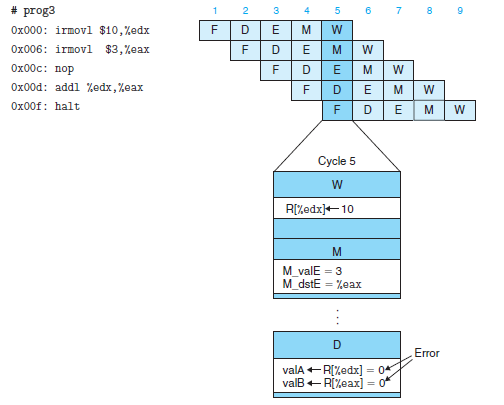 # prog3 1 2 3 4 5 6 7 8 9
0x000: irmovl $10,%edx F D E M W
0x006: irmovl $3,%eax F D E M W
0x00c: nop F D E M W
0x00d: addl %edx,%eax F D E M W
0x00f: halt F D E M W
Cycle 5
W
R[%edx]←10
M
M_valE = 3
M_dstE = %eax
D
Error
valA ← R[%edx] = 0
valB ← R[%eax] = 0